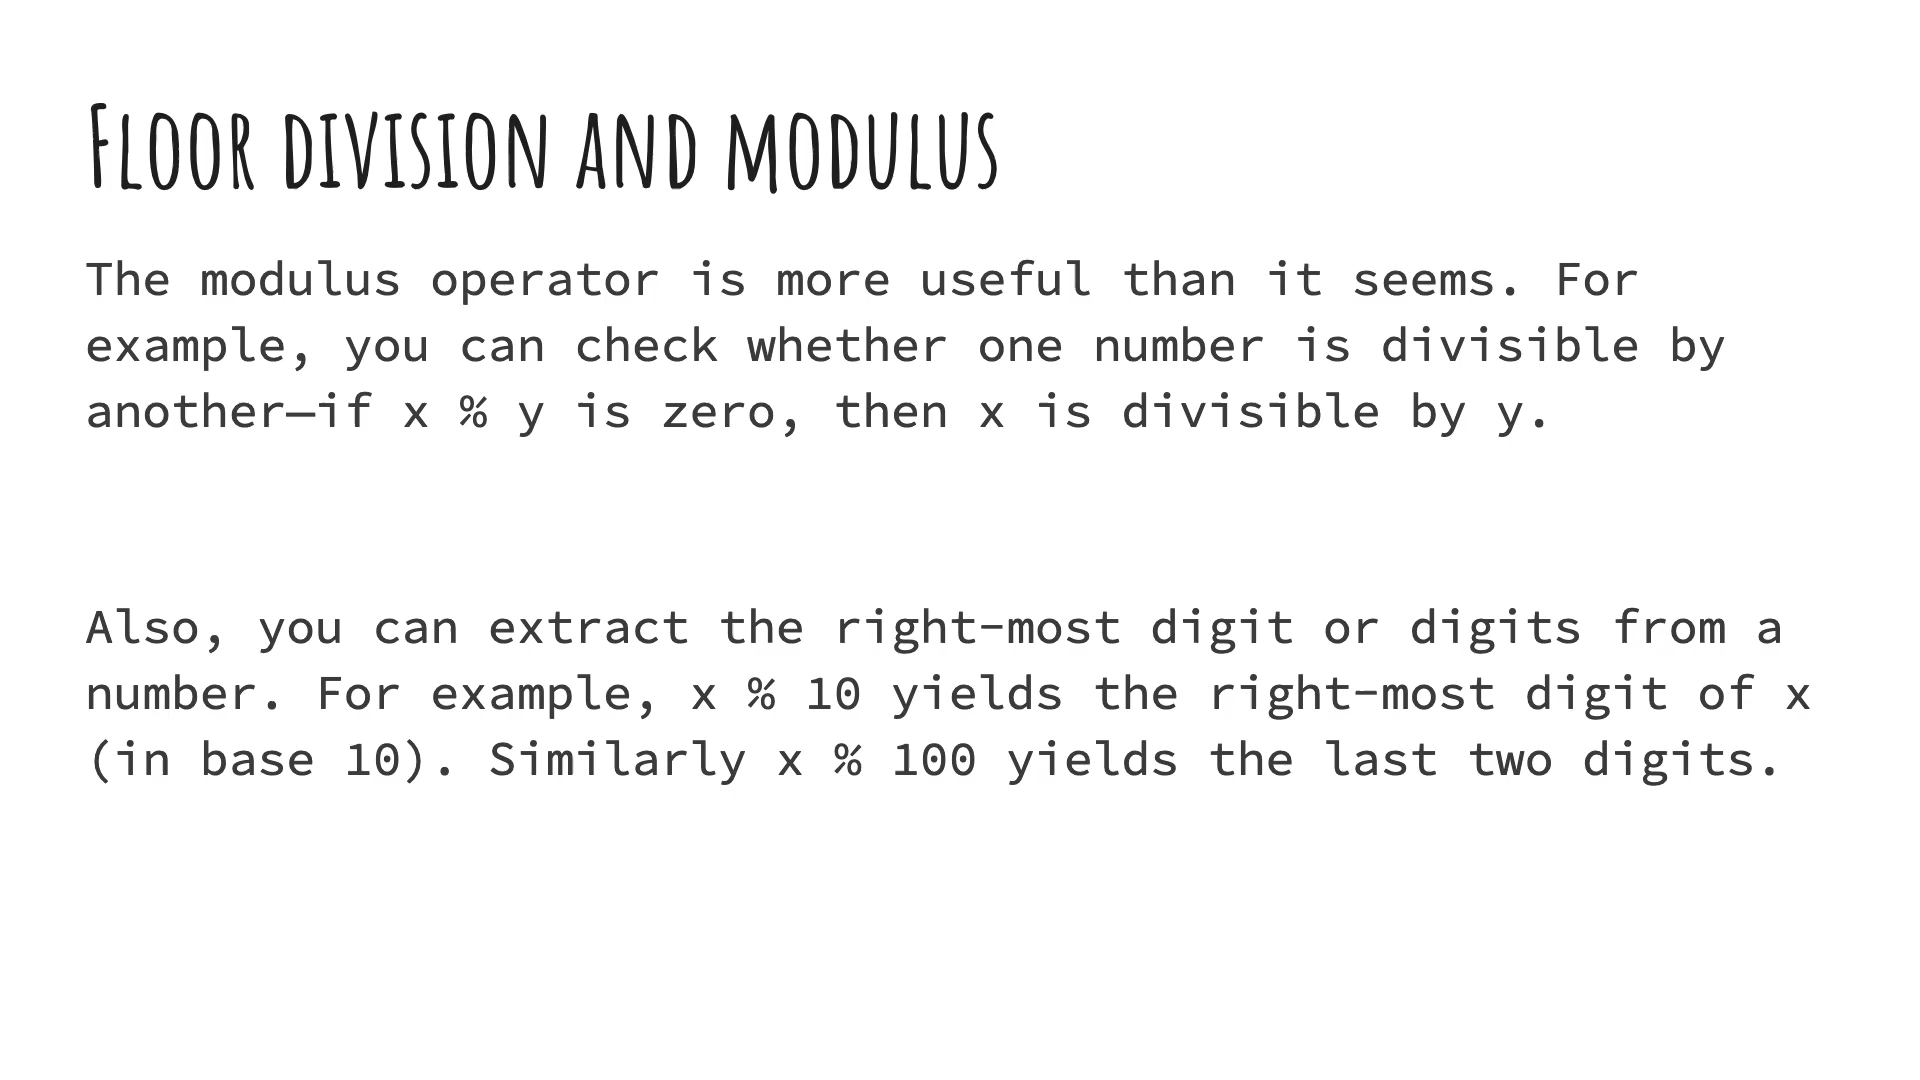 Floor division and modulus
The modulus operator is more useful than it seems. For
example, you can check whether one number is divisible by
another—if x % y is zero, then x is divisible by y.
Also, you can extract the right-most digit or digits from a
number. For example, x % 10 yields the right-most digit of x
(in base 10). Similarly x % 100 yields the last two digits.